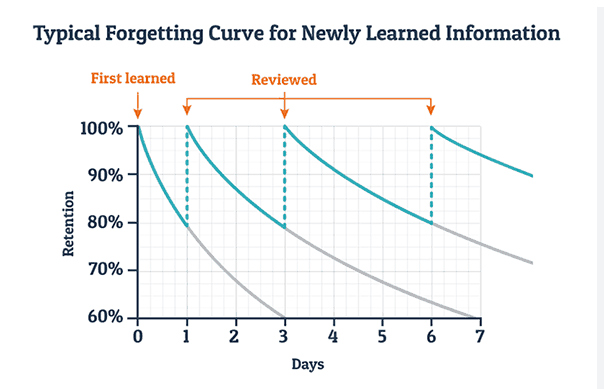 Typical Forgetting Curve for Newly Learned Information
First learned
Reviewed
100%
90%
80%
70%
60%
Retention
0 1 2 3 4 5 6 7
Days